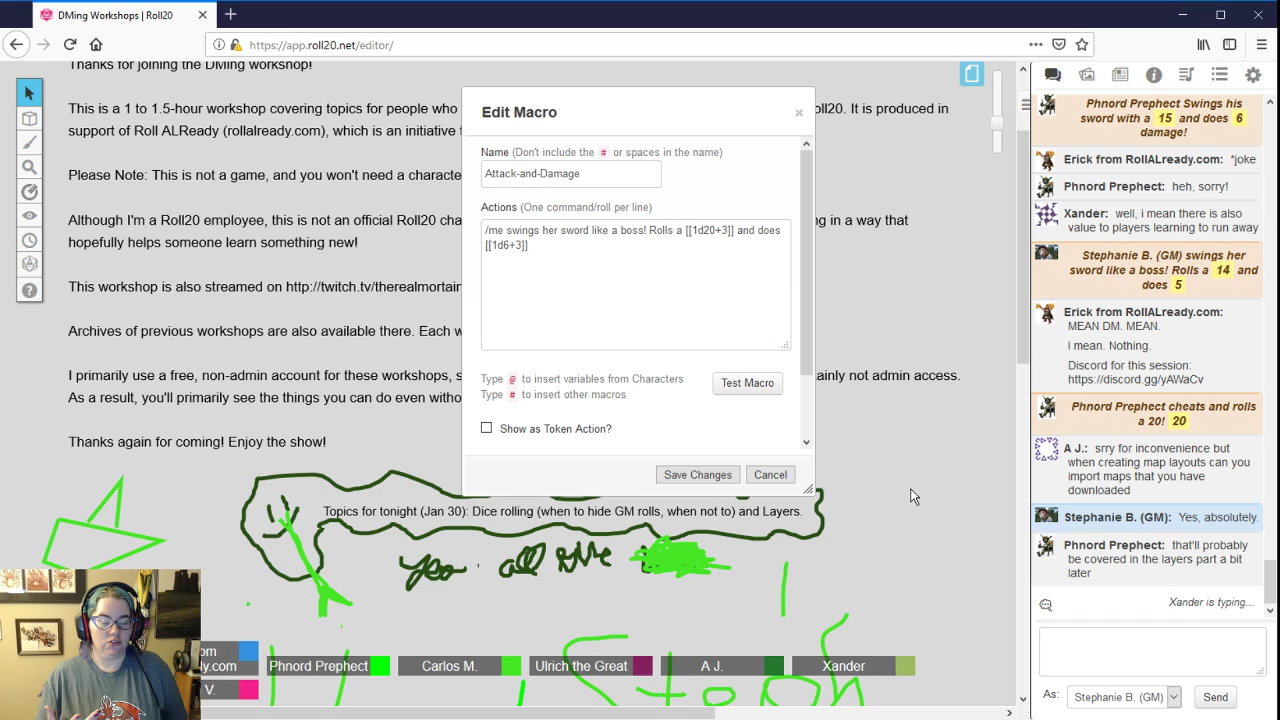 DMing Workshops | Roll20
https://app.roll20.net/editor/
Thanks for joining the DMing workshop!
This is a 1 to 1.5-hour workshop covering topics for people who
oll20. It is produced in
support of Roll ALReady (rollalready.com), which is an initiative
Please Note: This is not a game, and you won't need a characte
Although I'm a Roll20 employee, this is not an official Roll20 cha
ng in a way that
hopefully helps someone learn something new!
This workshop is also streamed on http://twitch.tv/therealmortain
Archives of previous workshops are also available there. Each w
I primarily use a free, non-admin account for these workshops, s
tainly not admin access.
As a result, you'll primarily see the things you can do even witho
Thanks again for coming! Enjoy the show!
Topics for tonight (Jan 30): Dice rolling (when to hide GM rolls, when not to) and Layers.
Edit Macro
Name (Don't include the # or spaces in the name)
Attack-and-Damage
Actions (One command/roll per line)
/me swings her sword like a boss! Rolls a [[1d20+3]] and does
[[1d6+3]]
Type @ to insert variables from Characters
Type # to insert other macros
Test Macro
Show as Token Action?
Save Changes
Cancel
om
ady.com
Phnord Prephect
Carlos M.
Ulrich the Great
A J.
Xander
V.
Phnord Prephect Swings his
sword with a 15 and does 6
damage!
Erick from RollALready.com: *joke
Phnord Prephect: heh, sorry!
Xander: well, i mean there is also
value to players learning to run away
Stephanie B. (GM) swings her
sword like a boss! Rolls a 14 and
does 5
Erick from RollALready.com:
MEAN DM. MEAN.
I mean. Nothing.
Discord for this session:
https://discord.gg/yAWaCv
Phnord Prephect cheats and rolls
a 20! 20
A J.: srry for inconvenience but
when creating map layouts can you
import maps that you have
downloaded
Stephanie B. (GM): Yes, absolutely.
Phnord Prephect: that'll probably
be covered in the layers part a bit
later
Xander is typing...
As: Stephanie B. (GM)
Send